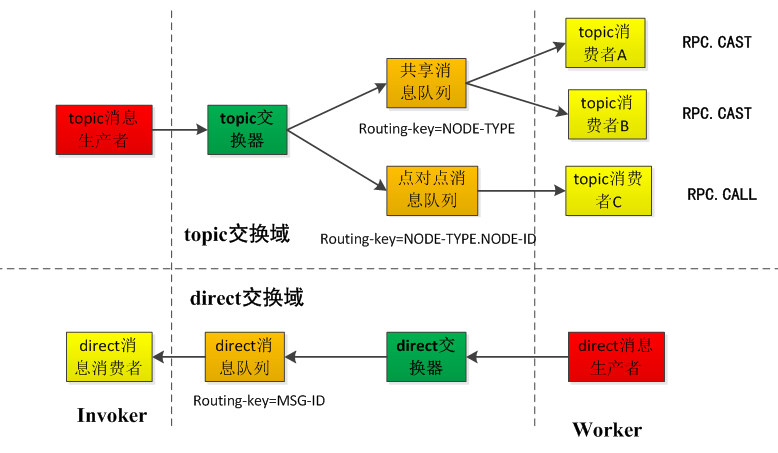 topic消
费者A
RPC.CAST
共享消
息队列
topic消息
生产者
topic交
换器
topic消
费者B
RPC.CAST
Routing-key=NODE-TYPE
点对点消
息队列
topic消费
者C
RPC.CALL
topic交换域
Routing-key=NODE-TYPE.NODE-ID
direct交换域
direct消
息消费者
direct消
息队列
direct交
换器
direct消息
生产者
Routing-key=MSG-ID
Invoker
Worker